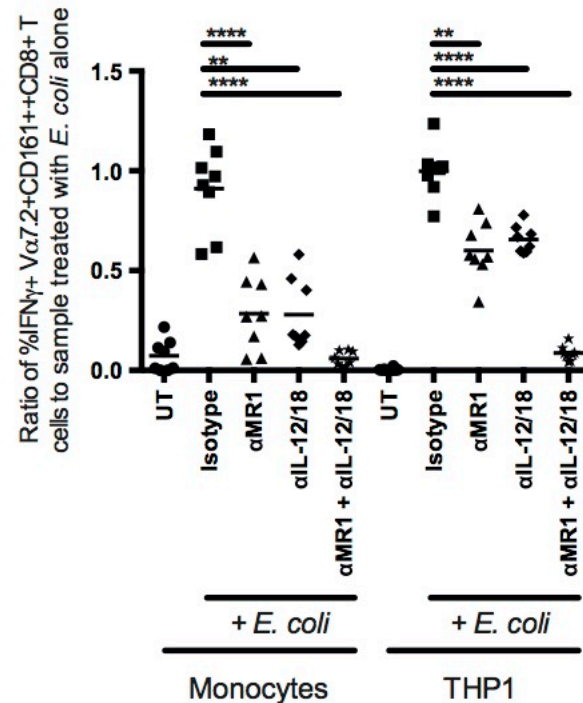 Ratio of %IFNγ+ Vα7.2+CD161++CD8+ T
cells to sample treated with E. coli alone
1.5
1.0
0.5
0.0
****
**
****
**
****
****
UT
Isotype
αMR1
αIL-12/18
αMR1 + αIL-12/18
UT
Isotype
αMR1
αIL-12/18
αMR1 + αIL-12/18
+ E. coli
+ E. coli
Monocytes
THP1